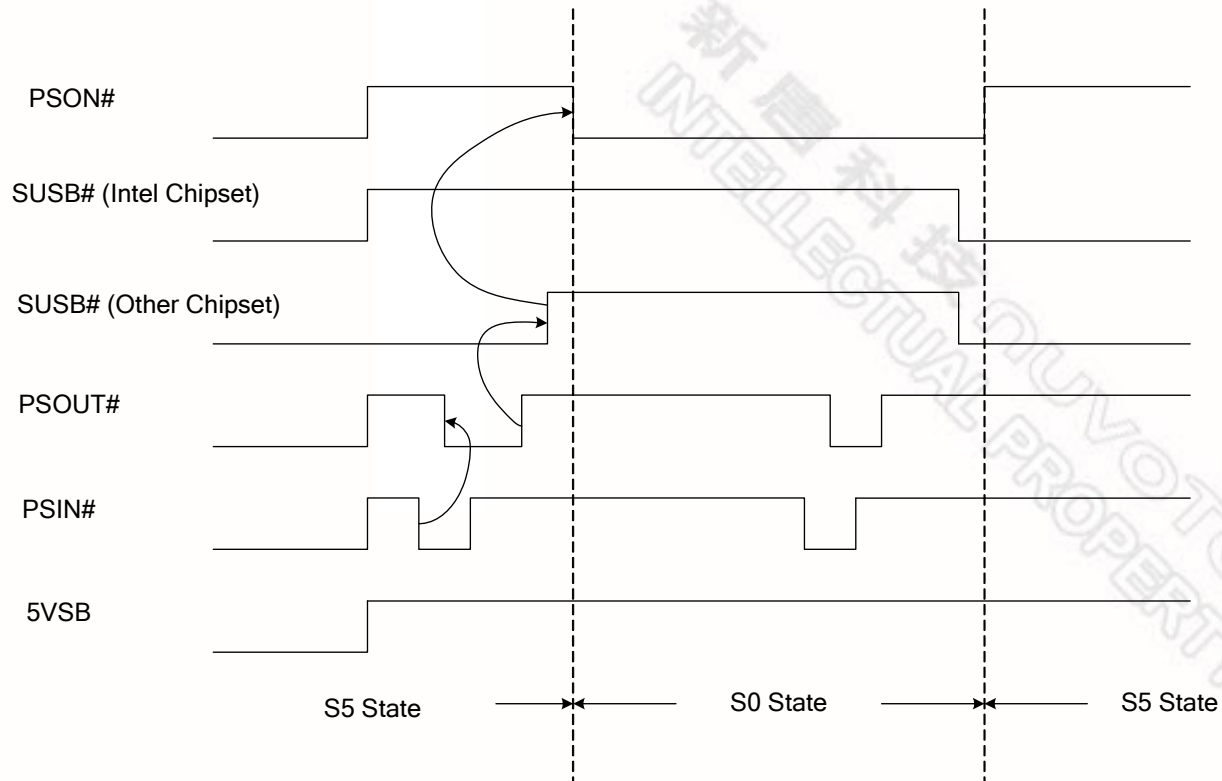 PSON#
SUSB# (Intel Chipset)
SUSB# (Other Chipset)
PSOUT#
PSIN#
5VSB
S5 State
S0 State
S5 State
新唐科技 nuvoTo
INTELLECTUAL PROPERTY